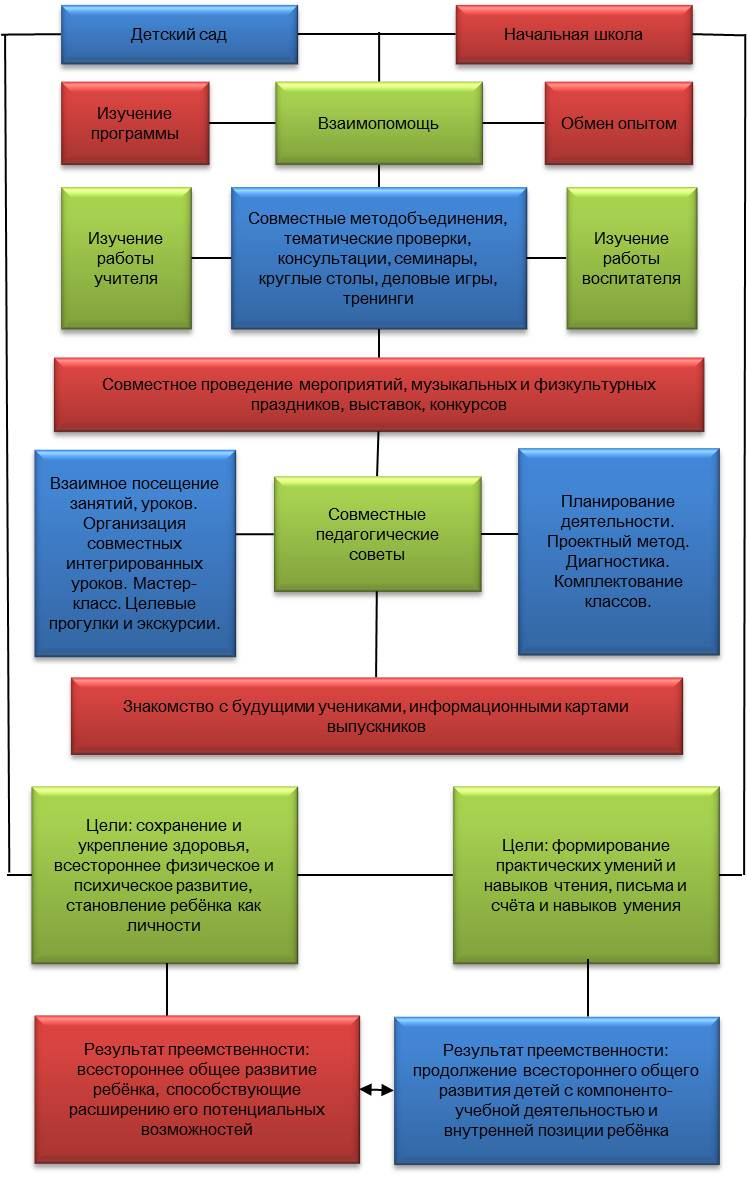 Детский сад
Начальная школа
Изучение
программы
Взаимопомощь
Обмен опытом
Изучение
работы
учителя
Совместные методобъединения,
тематические проверки,
консультации, семинары,
круглые столы, деловые игры,
тренинги
Изучение
работы
воспитателя
Совместное проведение мероприятий, музыкальных и физкультурных
праздников, выставок, конкурсов
Взаимное посещение
занятий, уроков.
Организация
совместных
интегрированных
уроков. Мастер-
класс. Целевые
прогулки и экскурсии.
Совместные
педагогические
советы
Планирование
деятельности.
Проектный метод.
Диагностика.
Комплектование
классов.
Знакомство с будущими учениками, информационными картами
выпускников
Цели: сохранение и
укрепление здоровья,
всестороннее физическое и
психическое развитие,
становление ребёнка как
личности
Цели: формирование
практических умений и
навыков чтения, письма и
счёта и навыков умения
Результат преемственности:
всестороннее общее развитие
ребёнка, способствующие
расширению его потенциальных
возможностей
Результат преемственности:
продолжение всестороннего общего
развития детей с компоненто-
учебной деятельностью и
внутренней позиции ребёнка